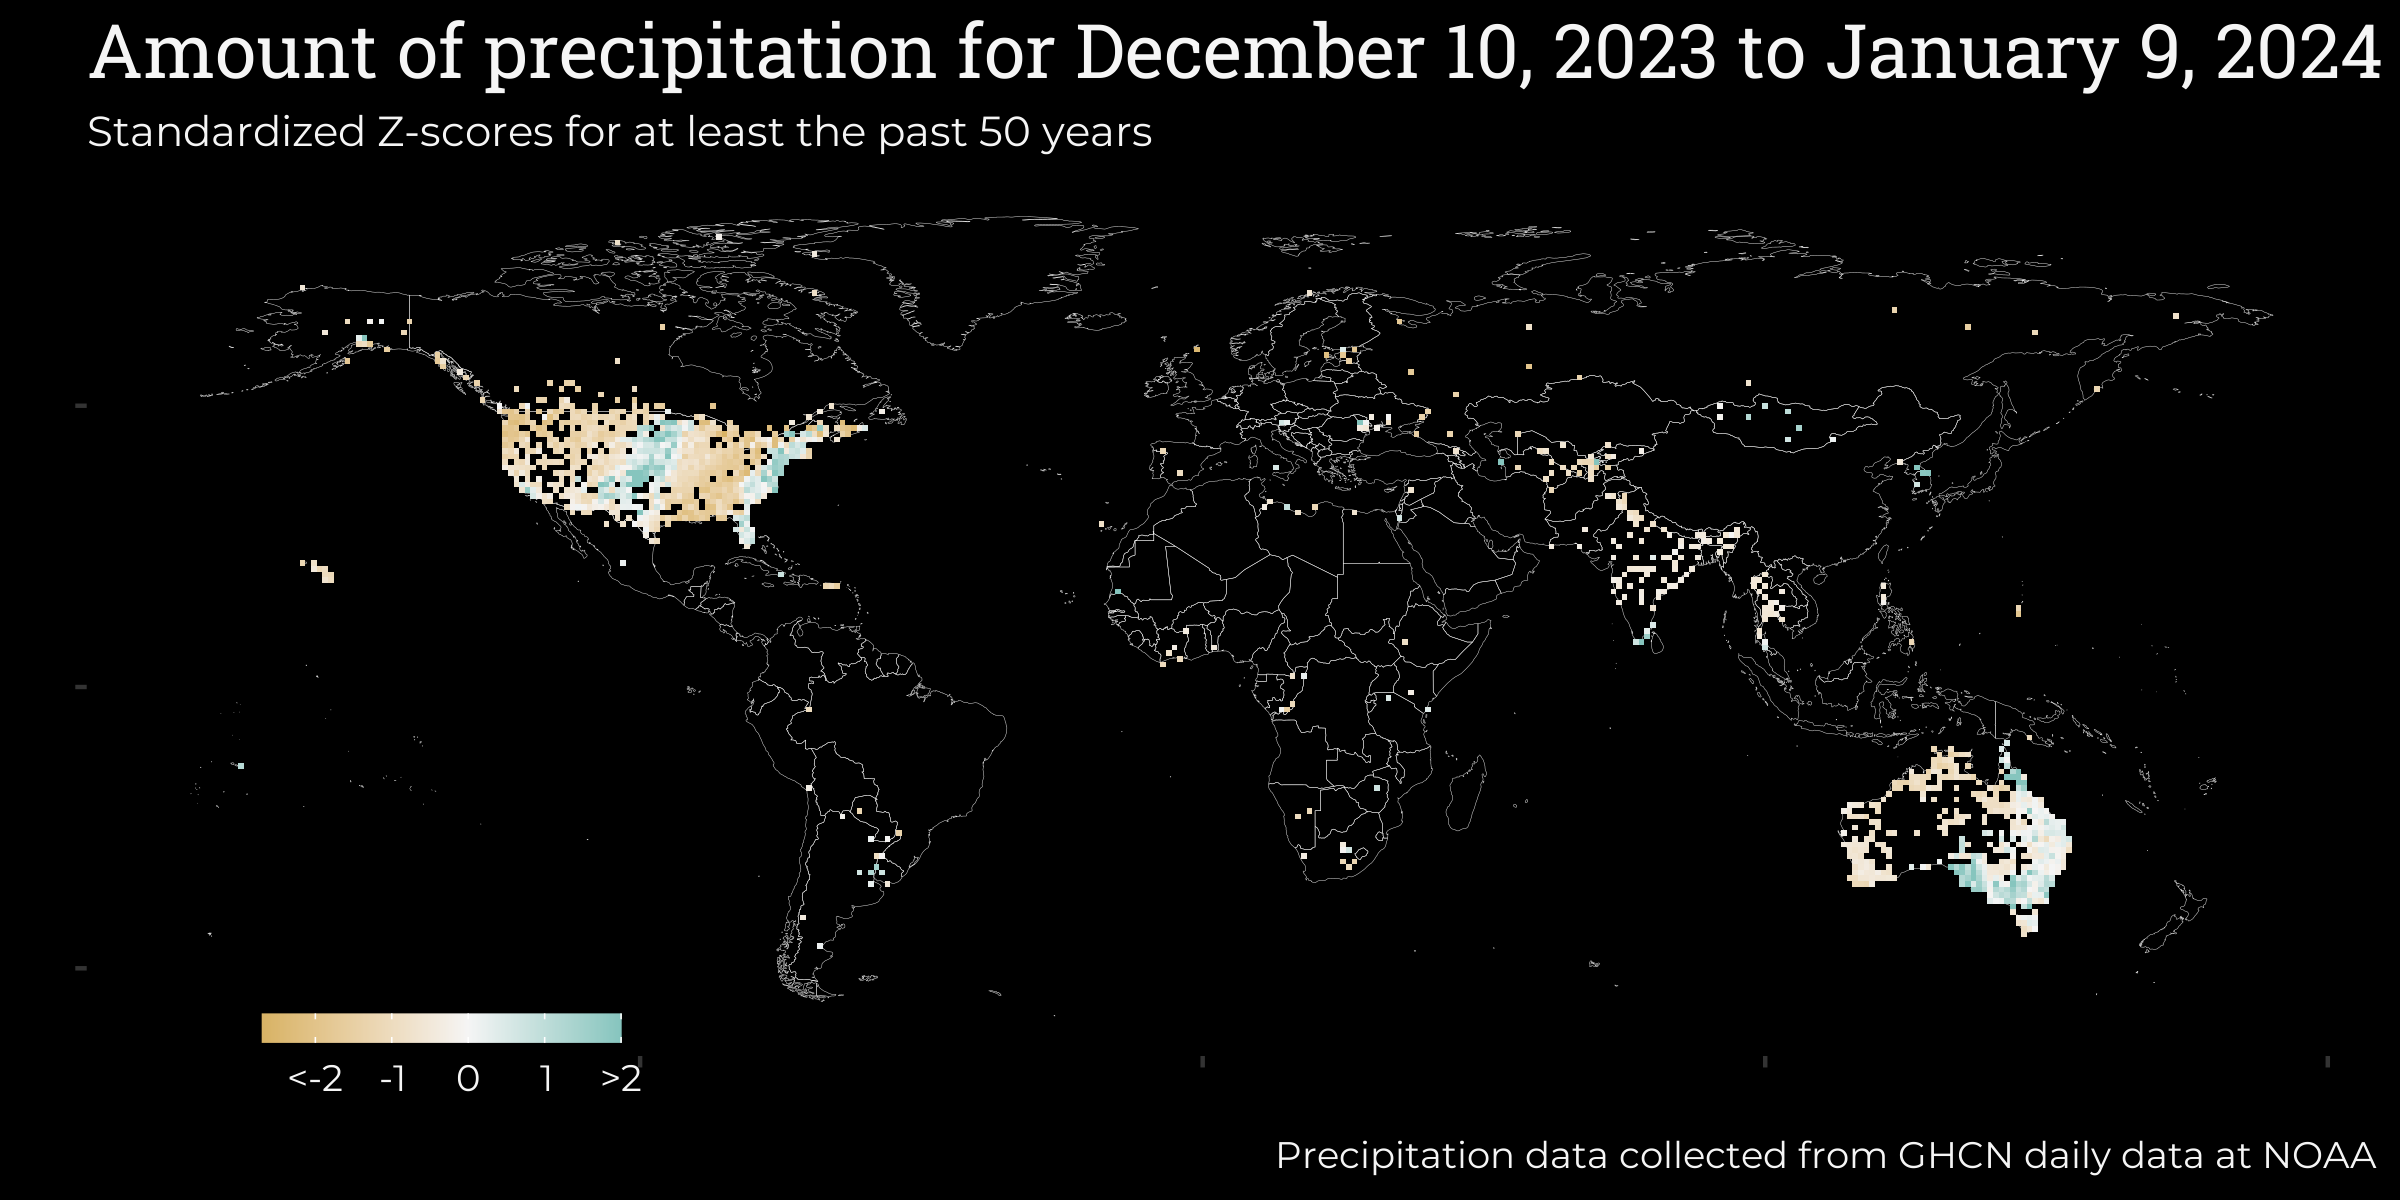 Amount of precipitation for December 10, 2023 to January 9, 2024
Standardized Z-scores for at least the past 50 years
<-2 -1 0 1 >2
Precipitation data collected from GHCN daily data at NOAA